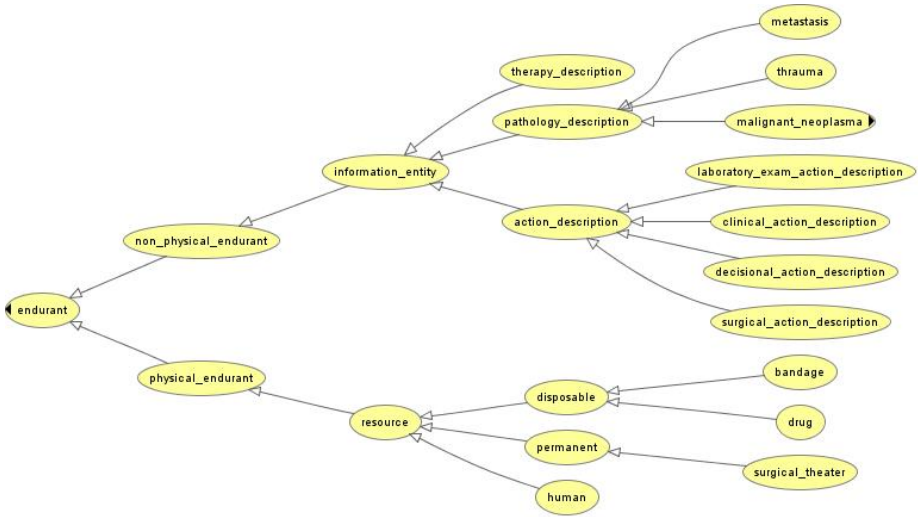 metastasis
therapy_description
thrauma
pathology_description
malignant_neoplasma
information_entity
laboratory_exam_action_description
action_description
clinical_action_description
non_physical_endurant
decisional_action_description
endurant
surgical_action_description
physical_endurant
bandage
disposable
resource
drug
permanent
surgical_theater
human